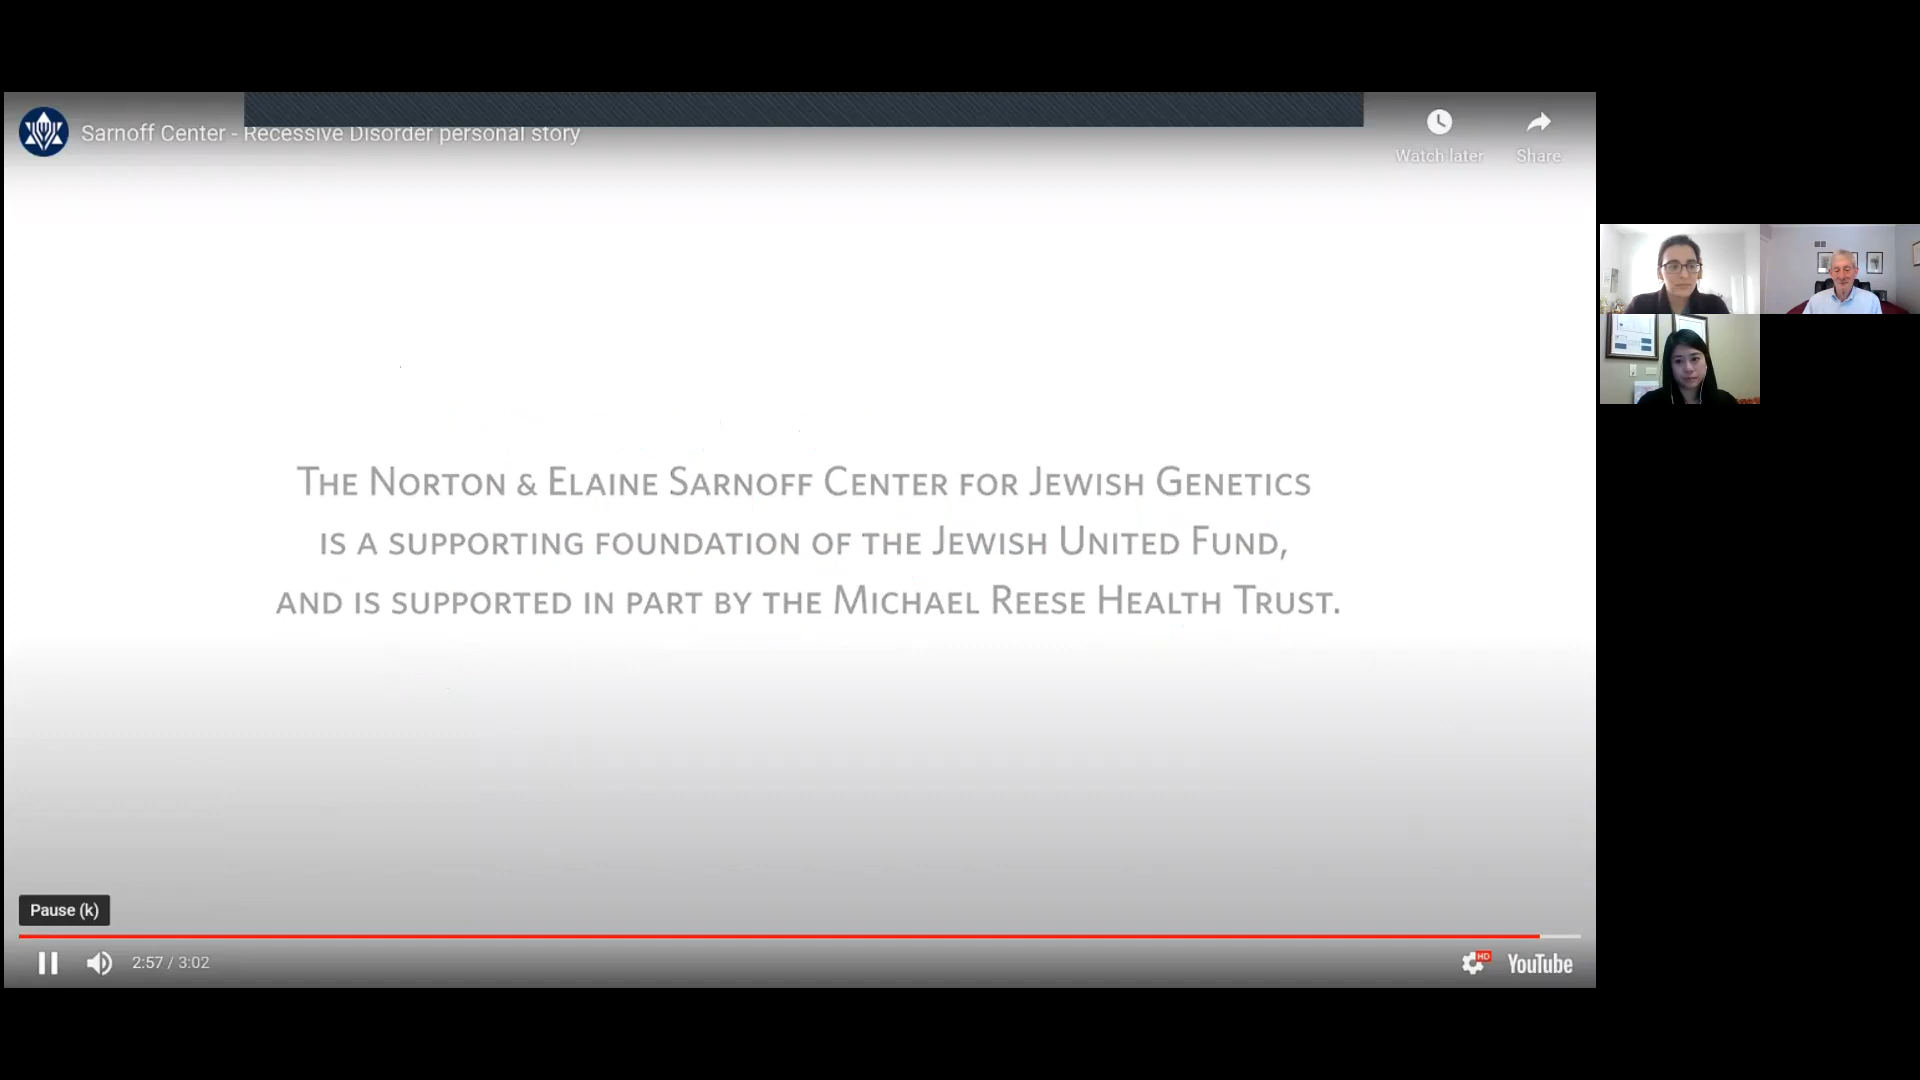 Sarnoff Center - Recessive Disorder personal story
Watch later
Share
THE NORTON & ELAINE SARNOFF CENTER FOR JEWISH GENETICS
IS A SUPPORTING FOUNDATION OF THE JEWISH UNITED FUND,
AND IS SUPPORTED IN PART BY THE MICHAEL REESE HEALTH TRUST.
Pause (k)
2:57 / 3:02
HD
YouTube